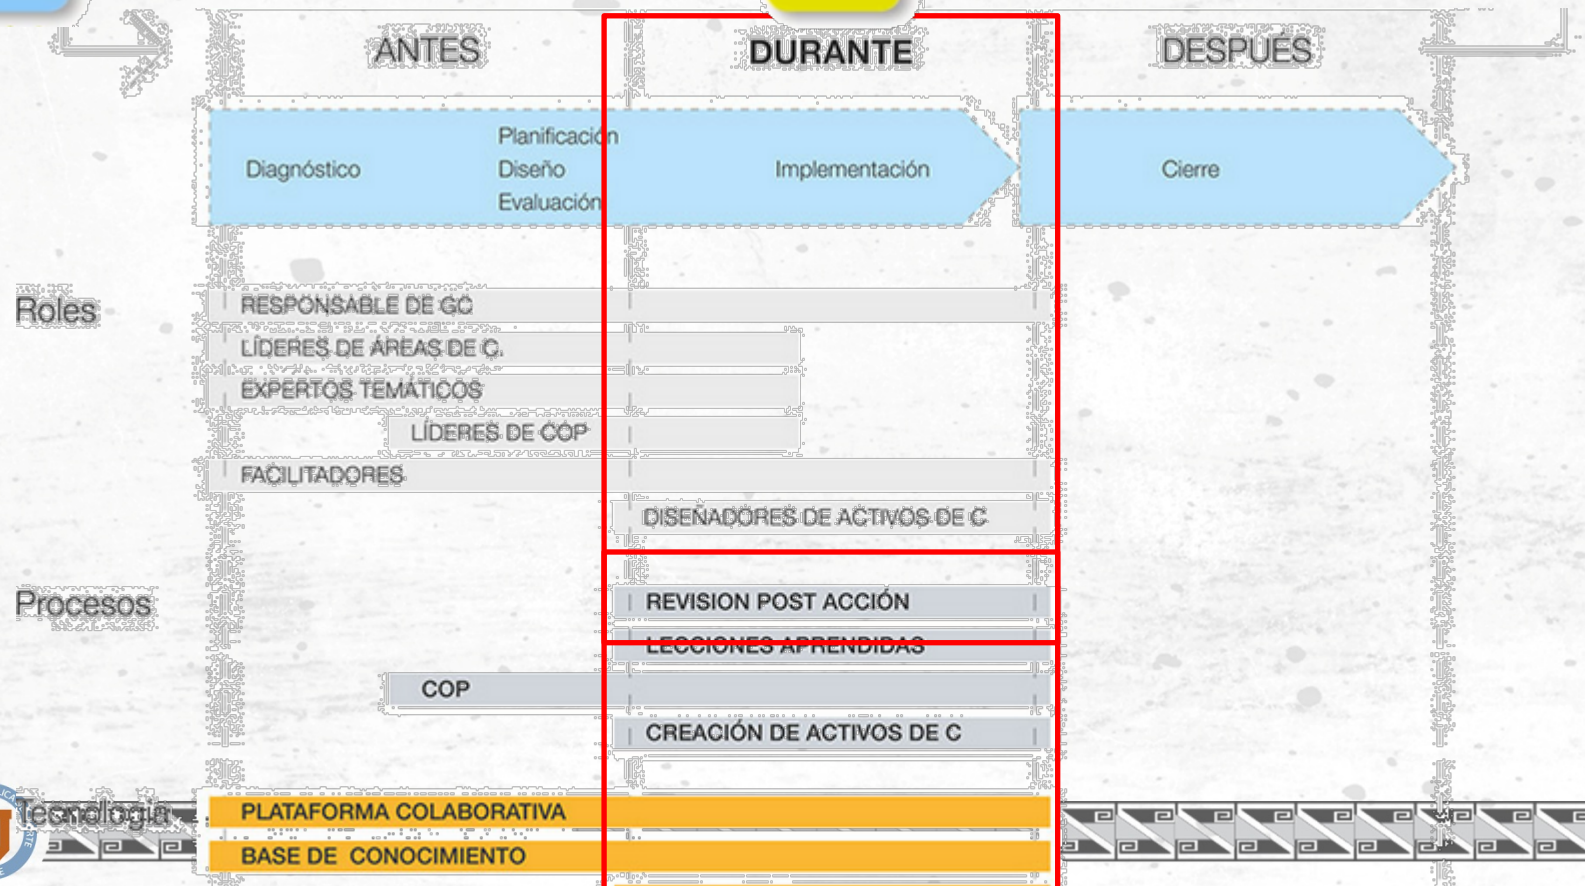 ANTES
DURANTE
DESPUÉS
Planificación
Diagnóstico
Diseño
Implementación
Cierre
Evaluación
Roles
RESPONSABLE DE GC
LÍDERES DE ÁREAS DE C.
EXPERTOS TEMÁTICOS
LÍDERES DE COP
FACILITADORES
DISEÑADORES DE ACTIVOS DE C
Procesos
REVISION POST ACCIÓN
LECCIONES APRENDIDAS
COP
CREACIÓN DE ACTIVOS DE C
Tecnología
PLATAFORMA COLABORATIVA
BASE DE CONOCIMIENTO